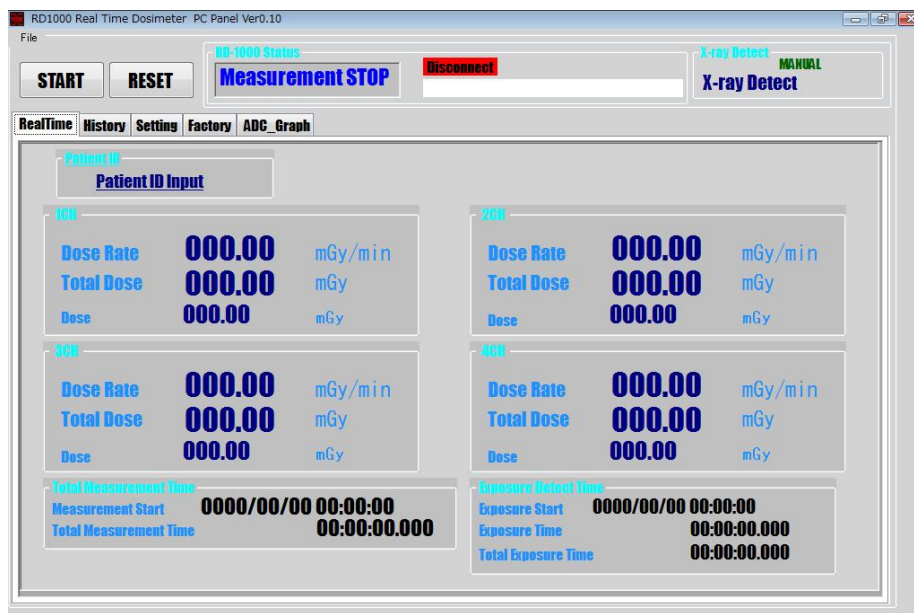 RD1000 Real Time Dosimeter PC Panel Ver0.10
File
START RESET
RD-1000 Status
Measurement STOP
Disconnect
X-ray Detect
MANUAL
X-ray Detect
RealTime History Setting Factory ADC_Graph
Patient ID
Patient ID Input
1CH
Dose Rate 000.00 mGy/min
Total Dose 000.00 mGy
Dose 000.00 mGy
2CH
Dose Rate 000.00 mGy/min
Total Dose 000.00 mGy
Dose 000.00 mGy
3CH
Dose Rate 000.00 mGy/min
Total Dose 000.00 mGy
Dose 000.00 mGy
4CH
Dose Rate 000.00 mGy/min
Total Dose 000.00 mGy
Dose 000.00 mGy
Total Measurement Time
Measurement Start 0000/00/00 00:00:00
Total Measurement Time 00:00:00.000
Exposure Detect Time
Exposure Start 0000/00/00 00:00:00
Exposure Time 00:00:00.000
Total Exposure Time 00:00:00.000